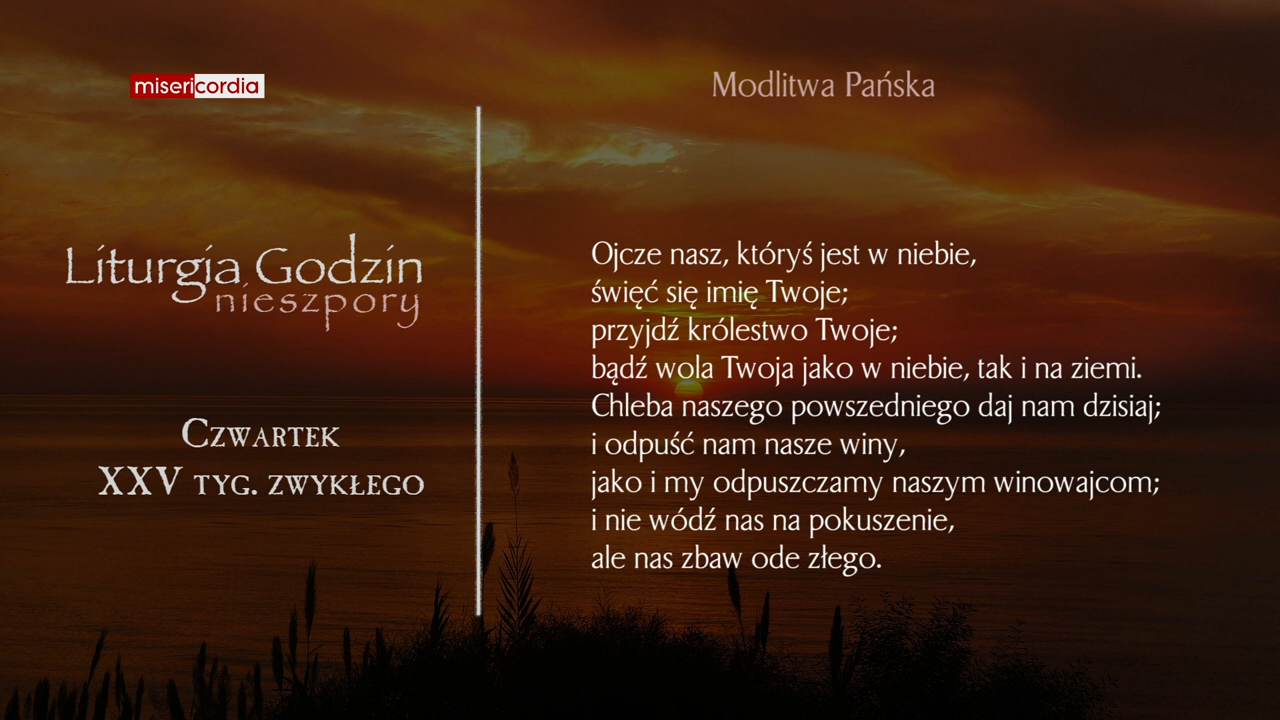 misericordia
Liturgia Godzin
nieszpory
Czwartek
XXV tyg. zwykłego
Modlitwa Pańska
Ojcze nasz, któryś jest w niebie,
święć się imię Twoje;
przyjdź królestwo Twoje;
bądź wola Twoja jako w niebie, tak i na ziemi.
Chleba naszego powszedniego daj nam dzisiaj;
i odpuść nam nasze winy,
jako i my odpuszczamy naszym winowajcom;
i nie wódź nas na pokuszenie,
ale nas zbaw ode złego.